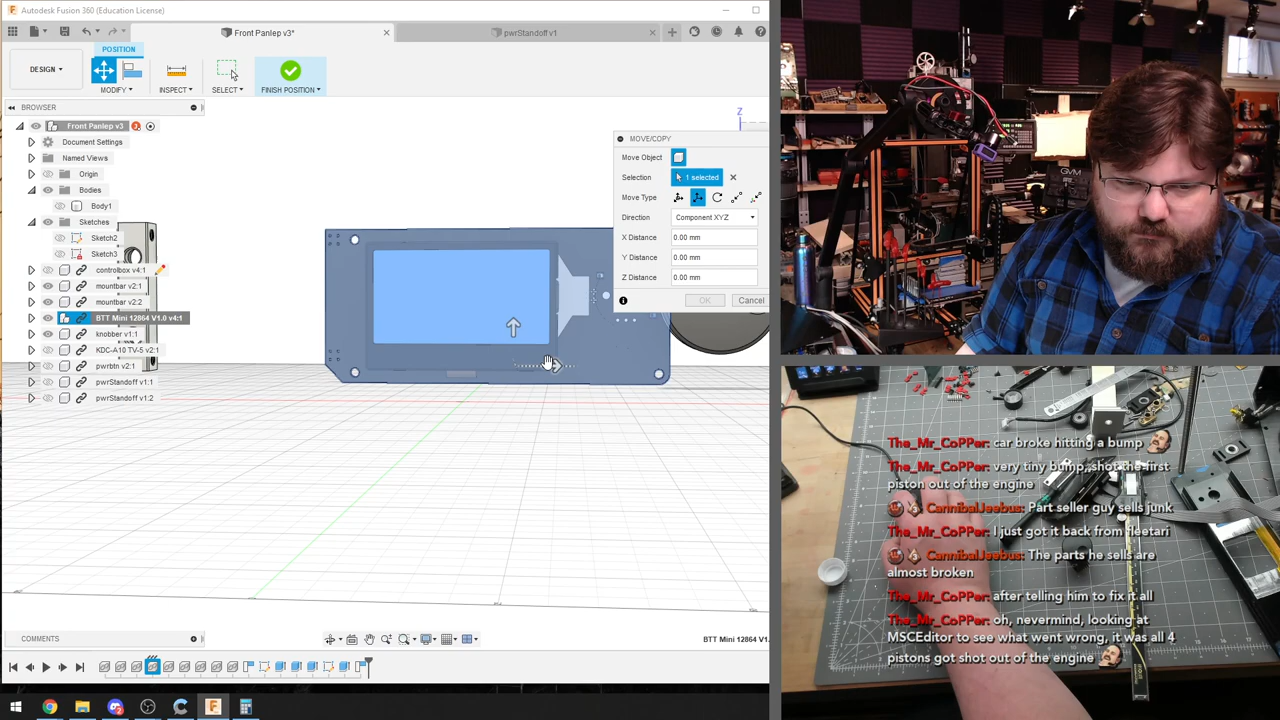 Autodesk Fusion 360 (Education License)
Front Panlep v3*
pwrStandoff v1
POSITION
DESIGN
MODIFY
INSPECT
SELECT
FINISH POSITION
BROWSER
Front Panlep v3
Document Settings
Named Views
Origin
Bodies
Body1
Sketches
Sketch2
Sketch3
controlbox v4:1
mountbar v2:1
mountbar v2:2
BTT Mini 12864 V1.0 v4:1
knobber v1:1
KDC-A10 TV-5 v2:1
pwrbtn v2:1
pwrStandoff v1:1
pwrStandoff v1:2
Z
MOVE/COPY
Move Object
Selection
1 selected
Move Type
Direction
Component XYZ
X Distance
0.00 mm
Y Distance
0.00 mm
Z Distance
0.00 mm
OK
Cancel
COMMENTS
BTT Mini 12864 V1.
GVM
The_Mr_CoPPer: car broke hitting a bump
The_Mr_CoPPer: very tiny bump, shot the first
piston out of the engine
CannibalJeebus: Part seller guy sells junk
The_Mr_CoPPer: I just got it back from fleetari
CannibalJeebus: The parts he sells are
almost broken
The_Mr_CoPPer: after telling him to fix it all
The_Mr_CoPPer: oh, nevermind, looking at
MSCEditor to see what went wrong, it was all 4
pistons got shot out of the engine